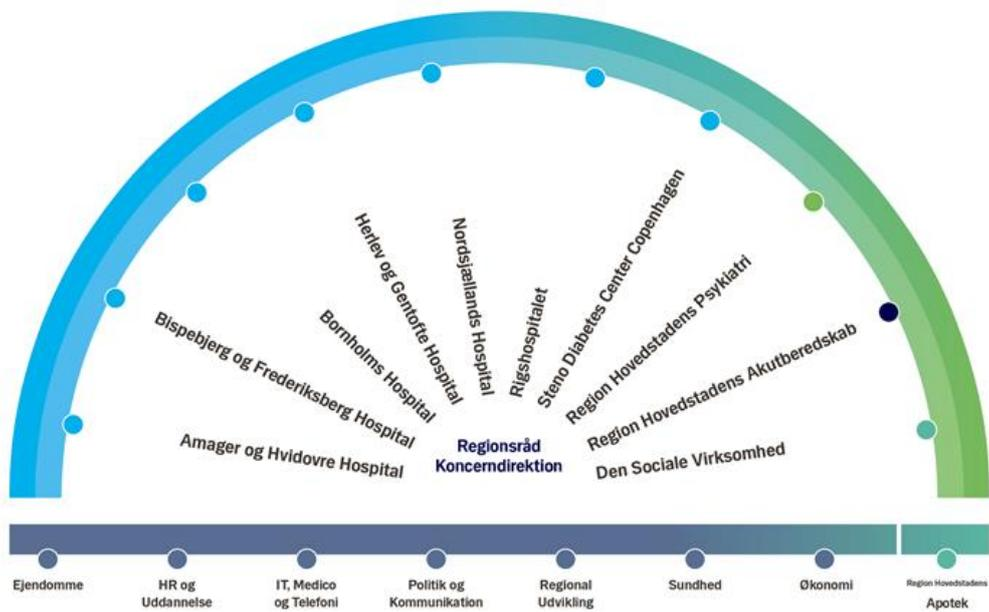 Amager og Hvidovre Hospital
Bispebjerg og Frederiksberg Hospital
Bornholms Hospital
Herlev og Gentofte Hospital
Nordsjællands Hospital
Rigshospitalet
Steno Diabetes Center Copenhagen
Region Hovedstadens Psykiatri
Region Hovedstadens Akutberedskab
Den Sociale Virksomhed
Regionsråd
Koncerndirektion
Ejendomme
HR og
Uddannelse
IT, Medico
og Telefoni
Politik og
Kommunikation
Regional
Udvikling
Sundhed
Økonomi
Region Hovedstadens
Apotek